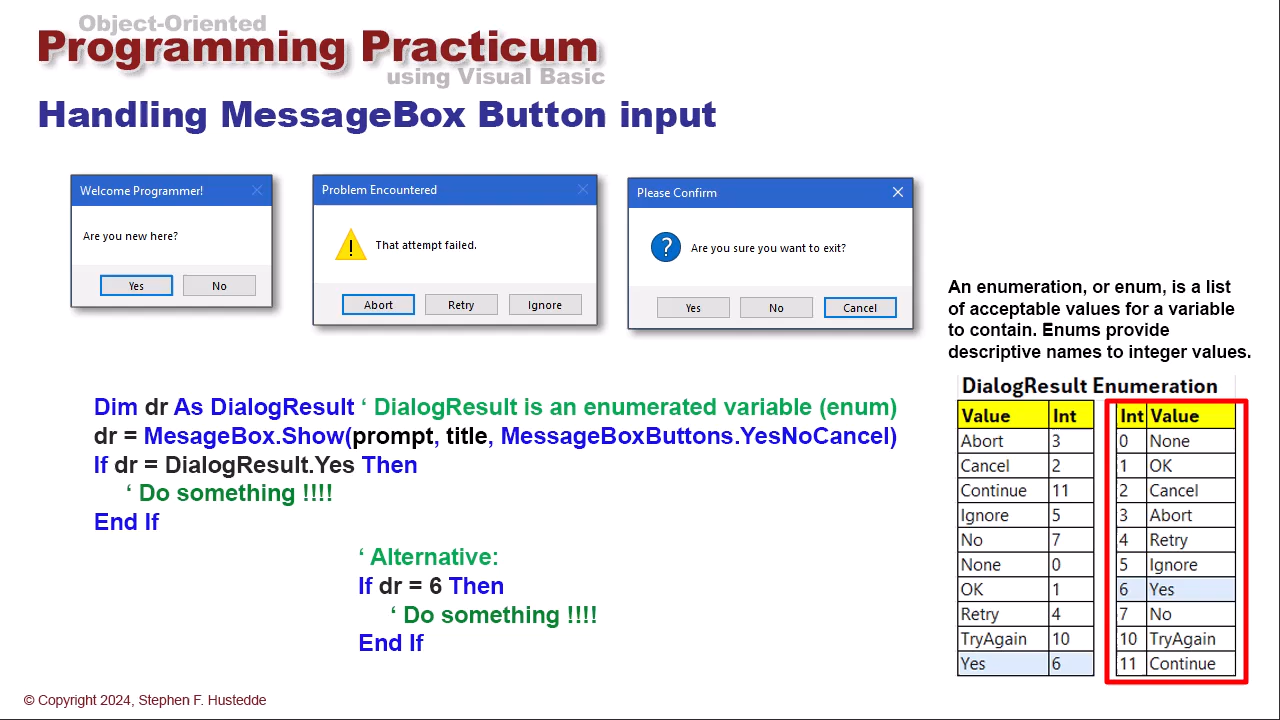 Object-Oriented
Programming Practicum
using Visual Basic
Handling MessageBox Button input
Welcome Programmer!
Are you new here?
Yes No
Problem Encountered
That attempt failed.
Abort Retry Ignore
Please Confirm
Are you sure you want to exit?
Yes No Cancel
An enumeration, or enum, is a list
of acceptable values for a variable
to contain. Enums provide
descriptive names to integer values.
Dim dr As DialogResult ‘ DialogResult is an enumerated variable (enum)
dr = MesageBox.Show(prompt, title, MessageBoxButtons.YesNoCancel)
If dr = DialogResult.Yes Then
‘ Do something !!!!
End If
‘ Alternative:
If dr = 6 Then
‘ Do something !!!!
End If
DialogResult Enumeration
Value Int
Abort 3
Cancel 2
Continue 11
Ignore 5
No 7
None 0
OK 1
Retry 4
TryAgain 10
Yes 6
Int Value
0 None
1 OK
2 Cancel
3 Abort
4 Retry
5 Ignore
6 Yes
7 No
10 TryAgain
11 Continue
© Copyright 2024, Stephen F. Hustedde